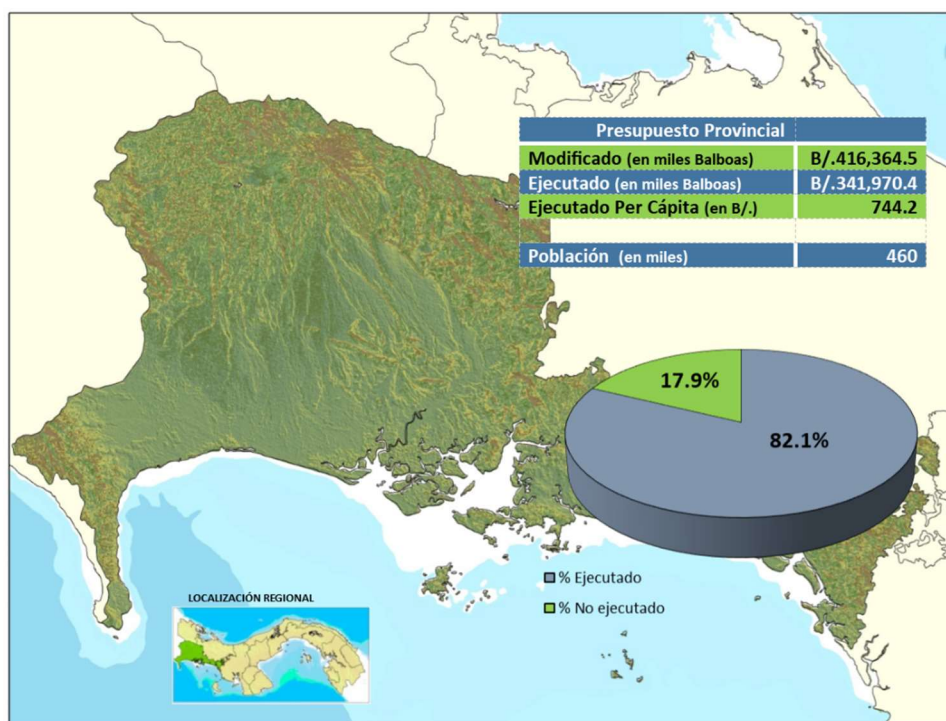 Presupuesto Provincial
Modificado (en miles Balboas) B/.416,364.5
Ejecutado (en miles Balboas) B/.341,970.4
Ejecutado Per Cápita (en B/.) 744.2
Población (en miles) 460
17.9%
82.1%
% Ejecutado
% No ejecutado
LOCALIZACIÓN REGIONAL